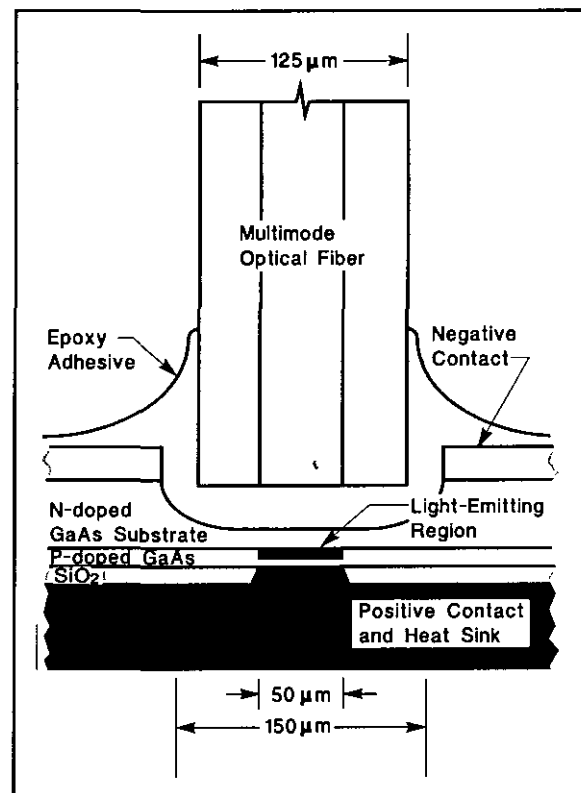 125 μm
Multimode
Optical Fiber
Epoxy
Adhesive
Negative
Contact
N-doped
GaAs Substrate
Light-Emitting
Region
P-doped GaAs
SiO₂
Positive Contact
and Heat Sink
50 μm
150 μm